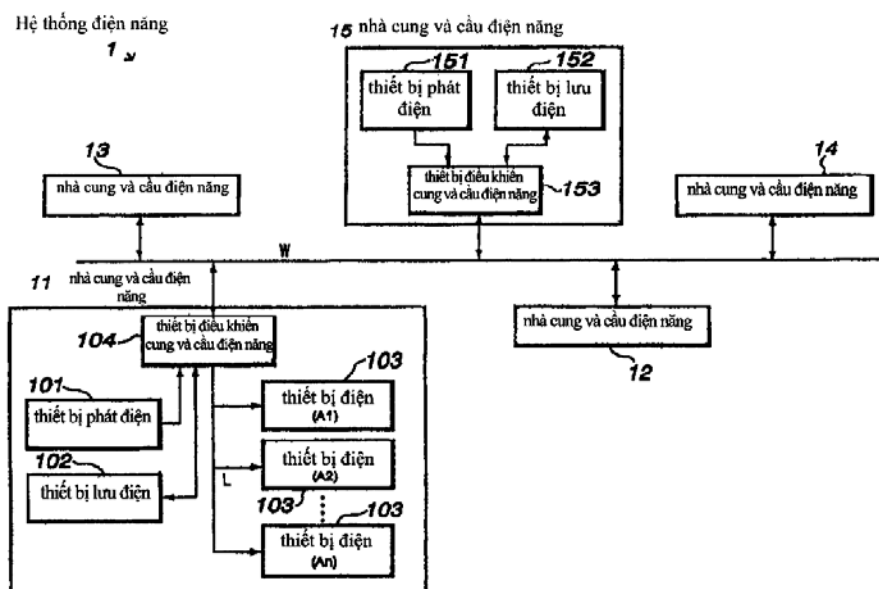 Hệ thống điện năng
1
15 nhà cung và cầu điện năng
151
thiết bị phát
điện
152
thiết bị lưu
điện
thiết bị điều khiển
cung và cầu điện năng
153
13
nhà cung và cầu điện năng
14
nhà cung và cầu điện năng
W
11 nhà cung và cầu điện
năng
nhà cung và cầu điện năng
12
thiết bị điều khiển
cung và cầu điện năng
104
101
thiết bị phát điện
102
thiết bị lưu điện
L
103
thiết bị điện
(A1)
thiết bị điện
(A2)
103
103
thiết bị điện
(An)